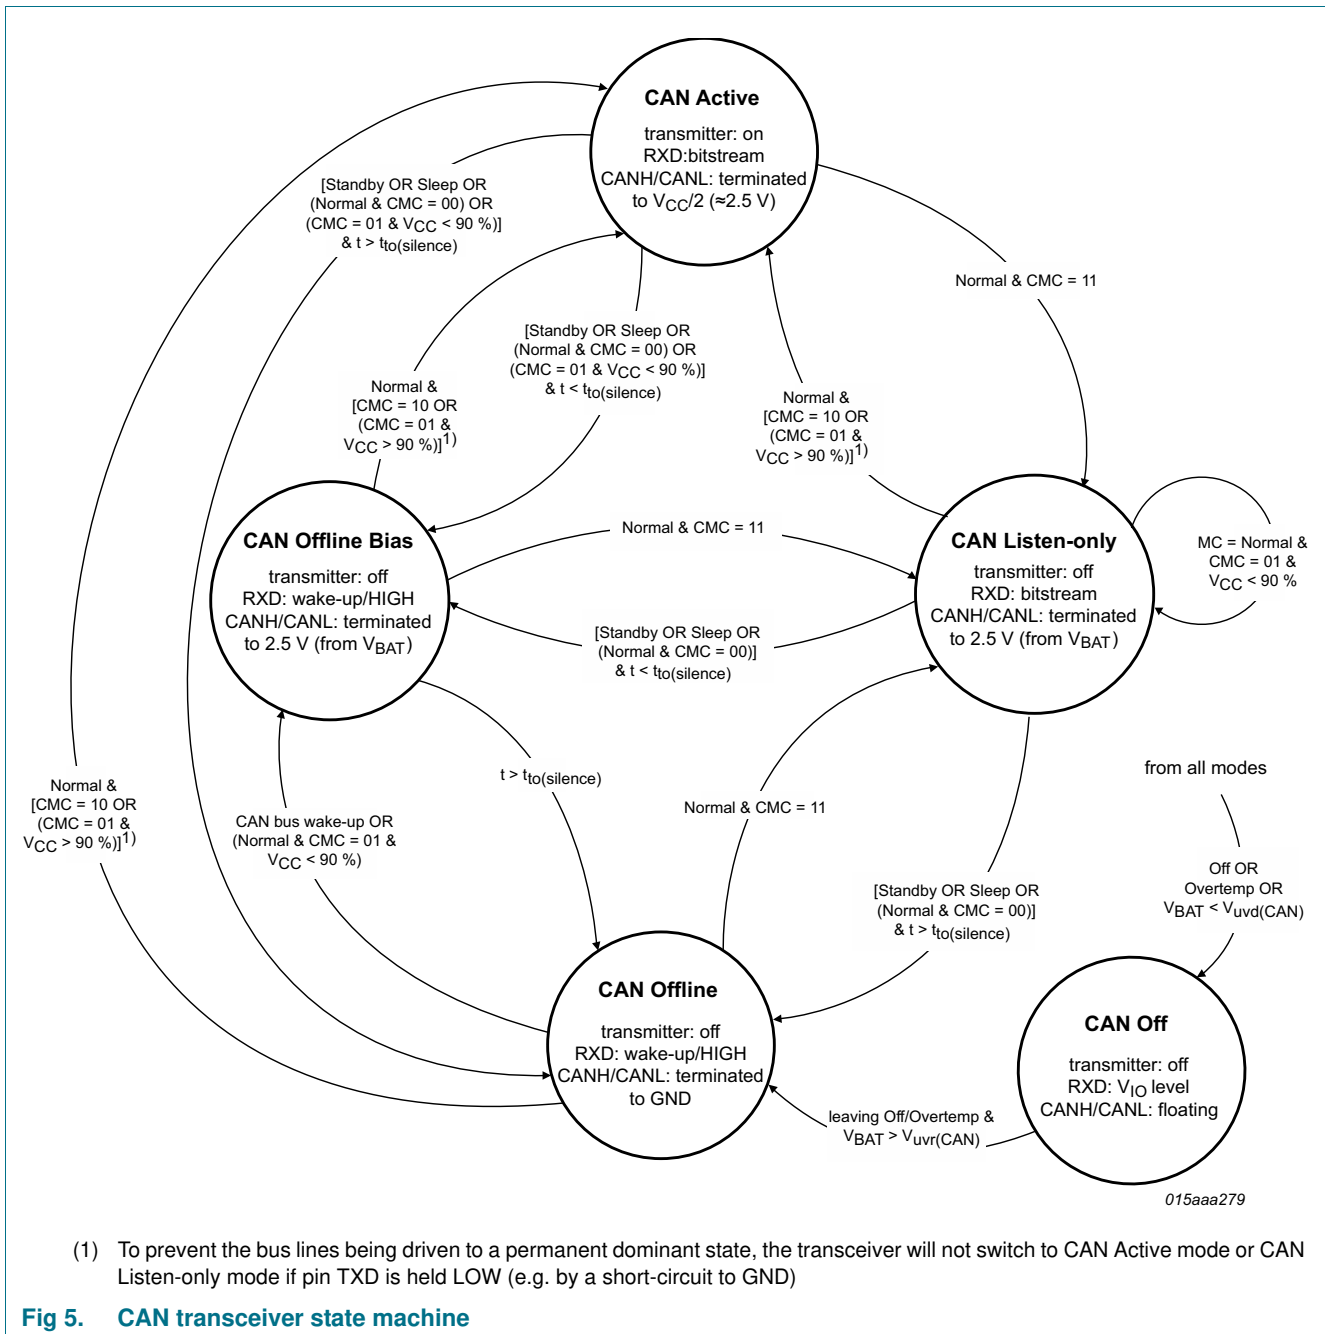 CAN Active
transmitter: on
RXD:bitstream
CANH/CANL: terminated
to VCC/2 (≈2.5 V)
[Standby OR Sleep OR
(Normal & CMC = 00) OR
(CMC = 01 & VCC < 90 %)]
& t > tto(silence)
Normal & CMC = 11
[Standby OR Sleep OR
(Normal & CMC = 00) OR
(CMC = 01 & VCC < 90 %)]
& t < tto(silence)
Normal &
[CMC = 10 OR
(CMC = 01 &
VCC > 90 %)]1)
Normal &
[CMC = 10 OR
(CMC = 01 &
VCC > 90 %)]1)
CAN Offline Bias
transmitter: off
RXD: wake-up/HIGH
CANH/CANL: terminated
to 2.5 V (from VBAT)
Normal & CMC = 11
CAN Listen-only
transmitter: off
RXD: bitstream
CANH/CANL: terminated
to 2.5 V (from VBAT)
MC = Normal &
CMC = 01 &
VCC < 90 %
[Standby OR Sleep OR
(Normal & CMC = 00)]
& t < tto(silence)
t > tto(silence)
Normal &
[CMC = 10 OR
(CMC = 01 &
VCC > 90 %)]1)
CAN bus wake-up OR
(Normal & CMC = 01 &
VCC < 90 %)
Normal & CMC = 11
from all modes
[Standby OR Sleep OR
(Normal & CMC = 00)]
& t > tto(silence)
Off OR
Overtemp OR
VBAT < Vuvd(CAN)
CAN Offline
transmitter: off
RXD: wake-up/HIGH
CANH/CANL: terminated
to GND
CAN Off
transmitter: off
RXD: VIO level
CANH/CANL: floating
leaving Off/Overtemp &
VBAT > Vuvr(CAN)
015aaa279
(1) To prevent the bus lines being driven to a permanent dominant state, the transceiver will not switch to CAN Active mode or CAN
Listen-only mode if pin TXD is held LOW (e.g. by a short-circuit to GND)
Fig 5. CAN transceiver state machine